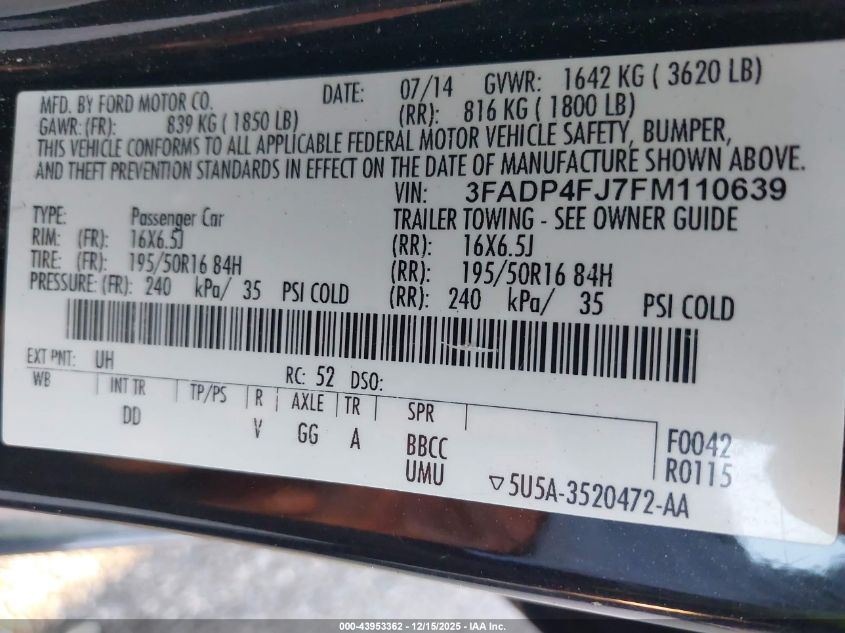 MFD. BY FORD MOTOR CO. DATE: 07/14 GVWR: 1642 KG ( 3620 LB)
GAWR: (FR): 839 KG ( 1850 LB) (RR): 816 KG ( 1800 LB)
THIS VEHICLE CONFORMS TO ALL APPLICABLE FEDERAL MOTOR VEHICLE SAFETY, BUMPER,
AND THEFT PREVENTION STANDARDS IN EFFECT ON THE DATE OF MANUFACTURE SHOWN ABOVE.
VIN: 3FADP4FJ7FM110639
TYPE: Passenger Car TRAILER TOWING - SEE OWNER GUIDE
RIM: (FR): 16X6.5J (RR): 16X6.5J
TIRE: (FR): 195/50R16 84H (RR): 195/50R16 84H
PRESSURE: (FR): 240 kPa/ 35 PSI COLD (RR): 240 kPa/ 35 PSI COLD
EXT PNT: UH RC: 52 DSO:
WB INT TR TP/PS R AXLE TR SPR
DD V GG A BBCC F0042
UMU R0115
▽5U5A-3520472-AA
000-43953362 - 12/15/2025 - IAA Inc.